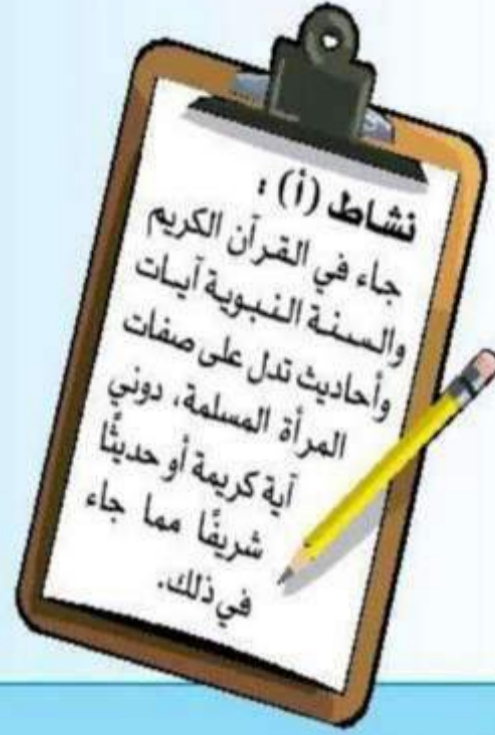 نشاط (أ) :
جاء في القرآن الكريم
والسنة النبوية آيات
وأحاديث تدل على صفات
المرأة المسلمة، دوني
آية كريمة أو حديثًا
شريفًا مما جاء
في ذلك.